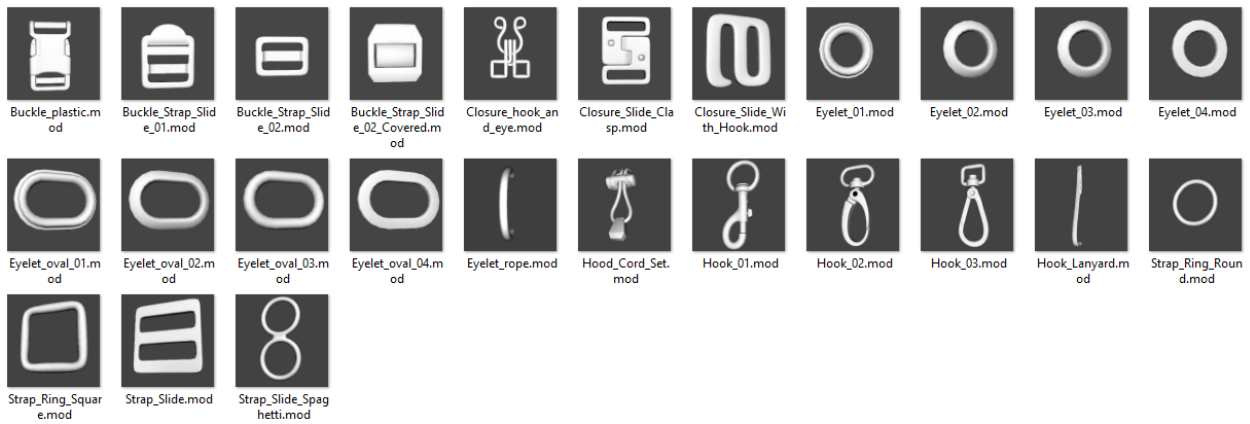 Buckle_plastic.m
od
Buckle_Strap_Slid
e_01.mod
Buckle_Strap_Slid
e_02.mod
Buckle_Strap_Slid
e_02_Covered.m
od
Closure_hook_an
d_eye.mod
Closure_Slide_Cla
sp.mod
Closure_Slide_Wi
th_Hook.mod
Eyelet_01.mod
Eyelet_02.mod
Eyelet_03.mod
Eyelet_04.mod
Eyelet_oval_01.m
od
Eyelet_oval_02.m
od
Eyelet_oval_03.m
od
Eyelet_oval_04.m
od
Eyelet_rope.mod
Hood_Cord_Set.
mod
Hook_01.mod
Hook_02.mod
Hook_03.mod
Hook_Lanyard.m
od
Strap_Ring_Roun
d.mod
Strap_Ring_Squar
e.mod
Strap_Slide.mod
Strap_Slide_Spag
hetti.mod